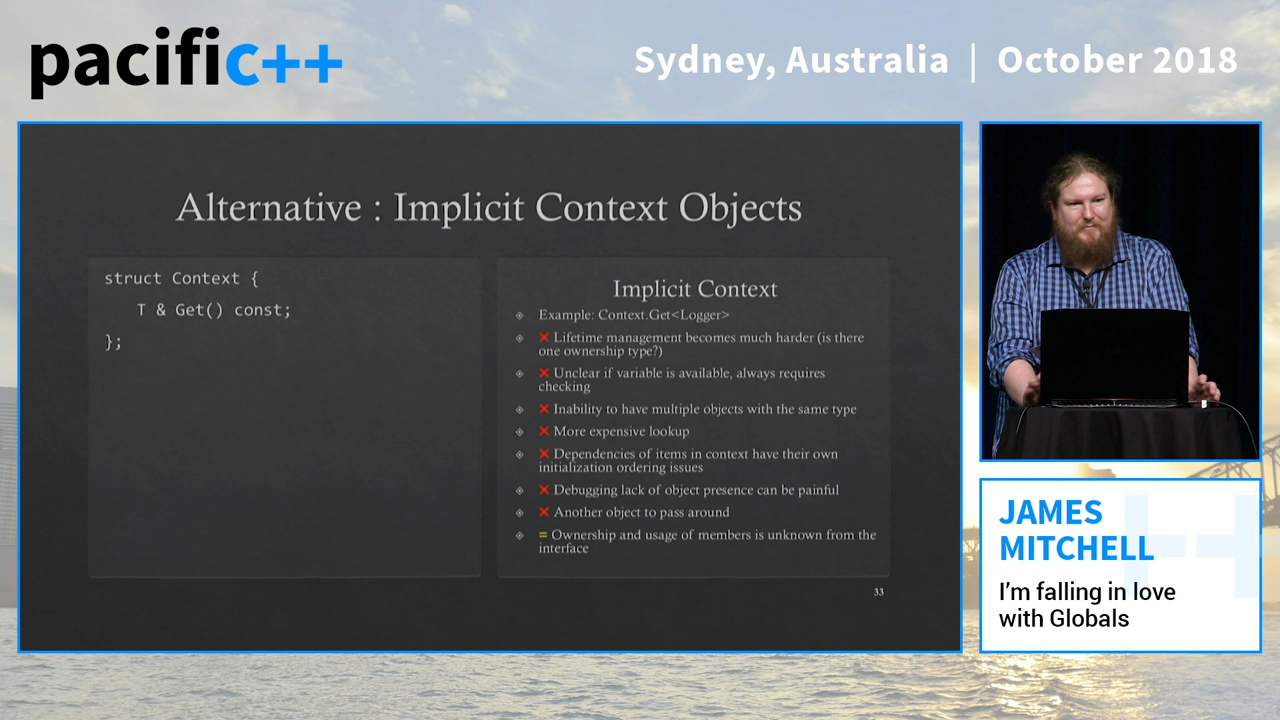 pacific++
Sydney, Australia | October 2018
Alternative : Implicit Context Objects
struct Context {
T & Get() const;
};
Implicit Context
Example: Context.Get<Logger>
❌ Lifetime management becomes much harder (is there
one ownership type?)
❌ Unclear if variable is available, always requires
checking
❌ Inability to have multiple objects with the same type
❌ More expensive lookup
❌ Dependencies of items in context have their own
initialization ordering issues
❌ Debugging lack of object presence can be painful
❌ Another object to pass around
= Ownership and usage of members is unknown from the
interface
33
JAMES
MITCHELL
I'm falling in love
with Globals